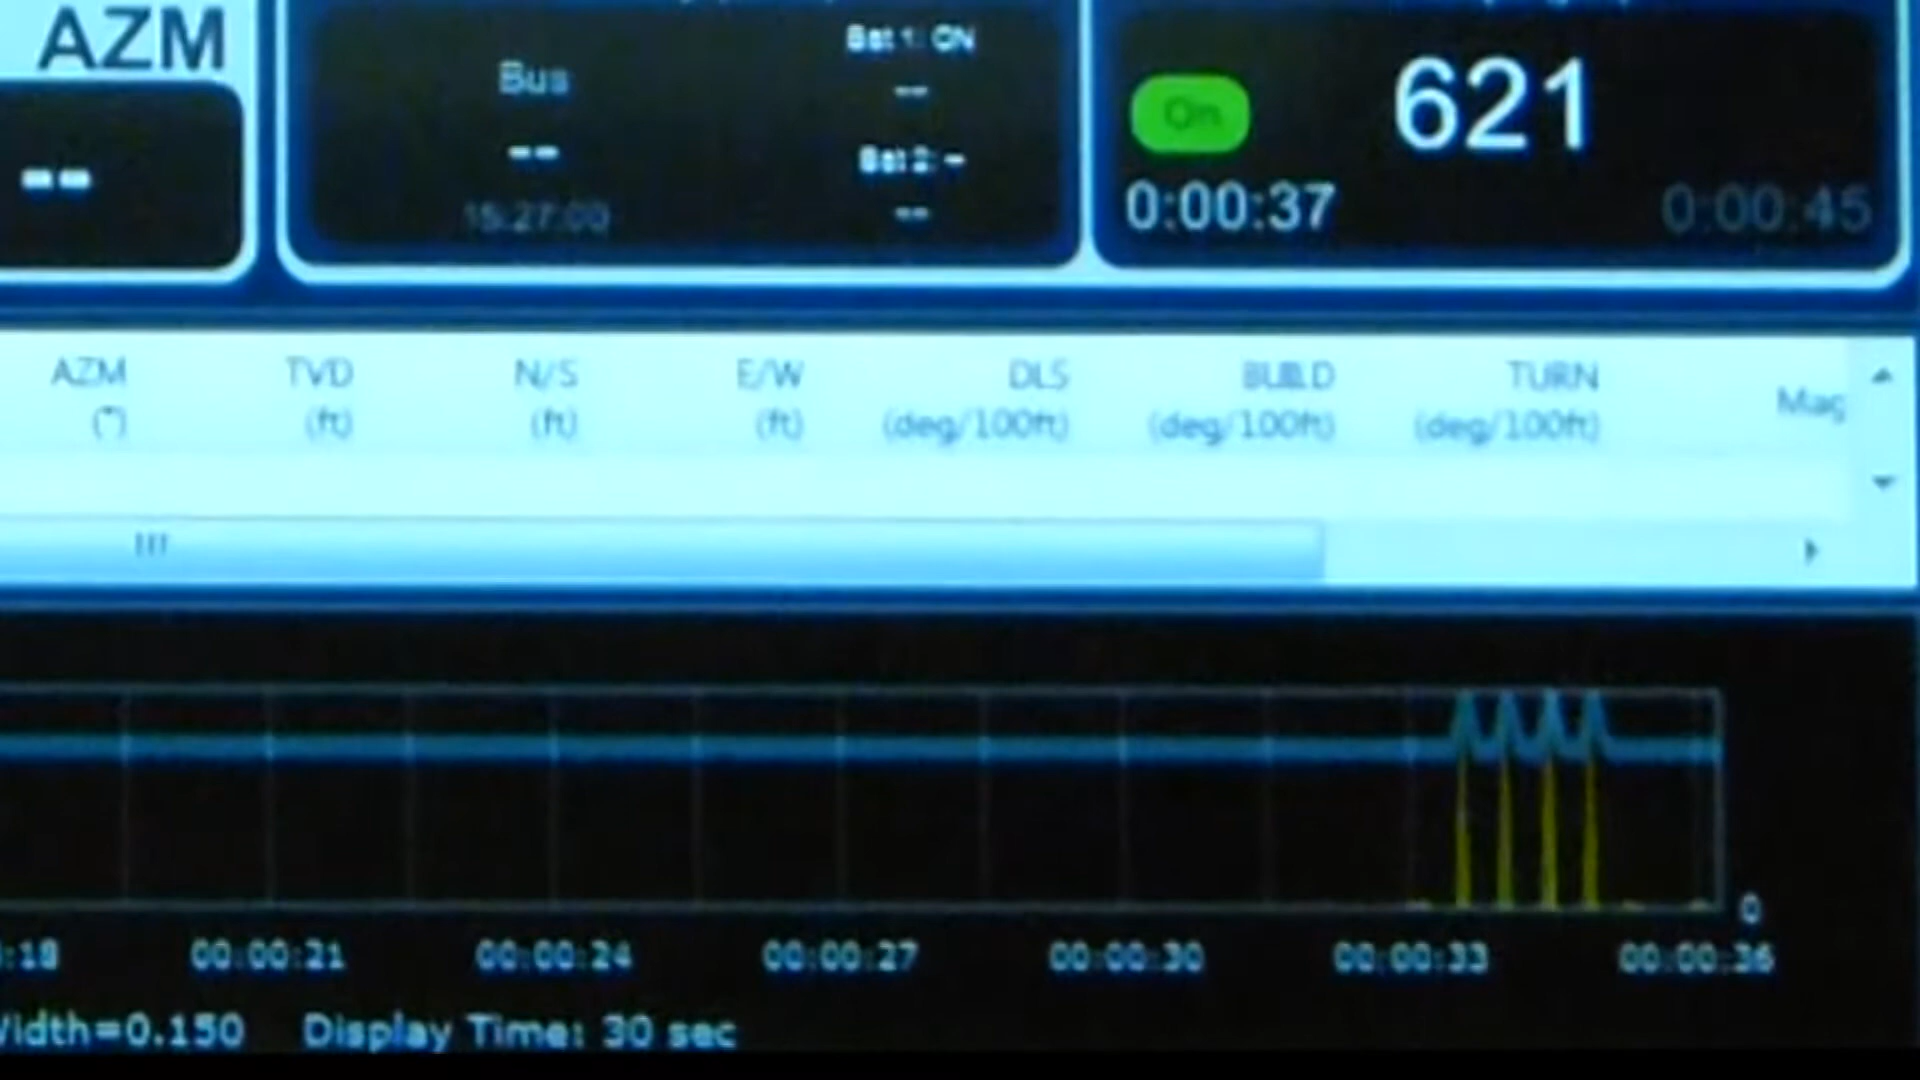 AZM
--
Bus
--
15:27:00
Bat 1: ON
--
Bat 2: --
--
On
621
0:00:37
0:00:45
AZM TVD N/S E/W DLS BUILD TURN Mag
(°) (ft) (ft) (ft) (deg/100ft) (deg/100ft) (deg/100ft)
0
:18 00:00:21 00:00:24 00:00:27 00:00:30 00:00:33 00:00:36
Width=0.150 Display Time: 30 sec